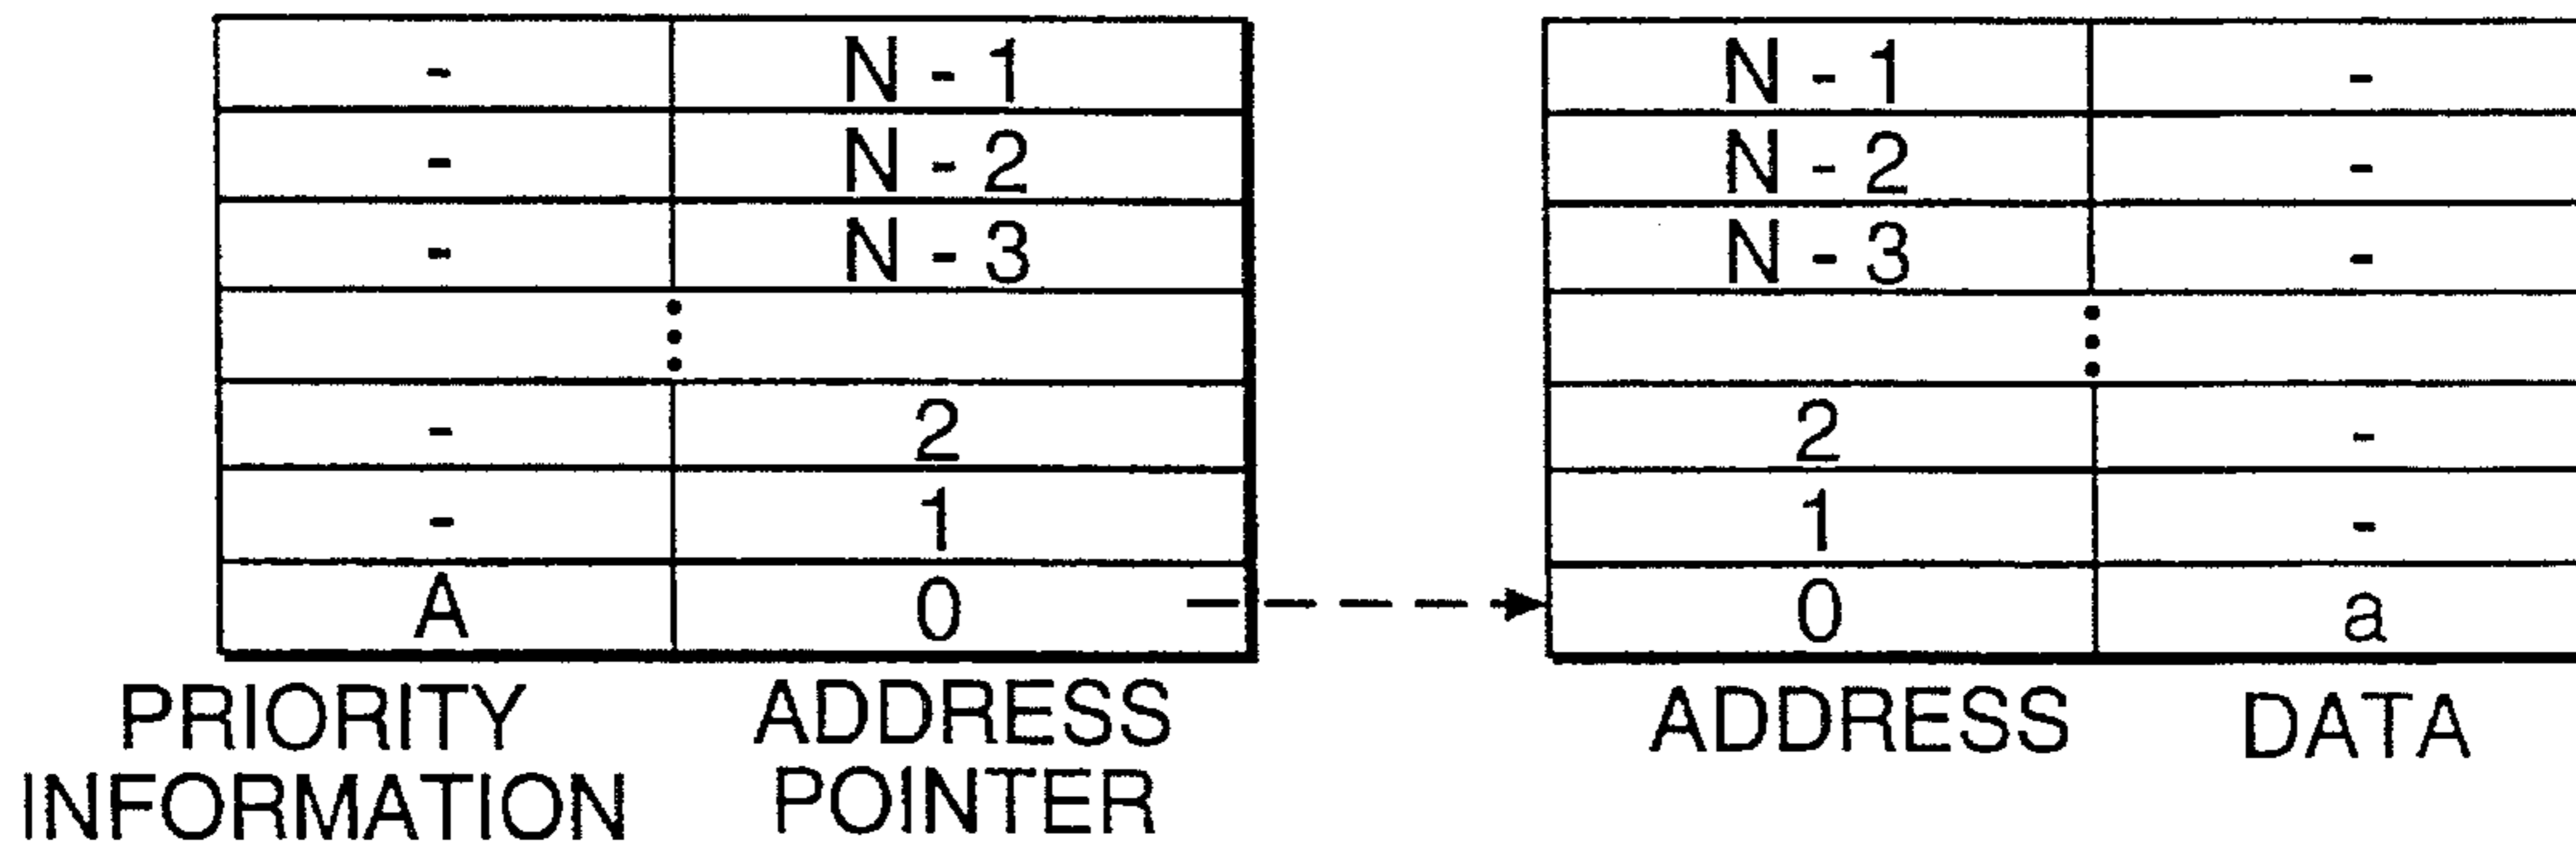 - N - 1 N - 1 -
- N - 2 N - 2 -
- N - 3 N - 3 -
- 2 2 -
- 1 1 -
A 0 0 a
PRIORITY INFORMATION
ADDRESS POINTER
ADDRESS
DATA